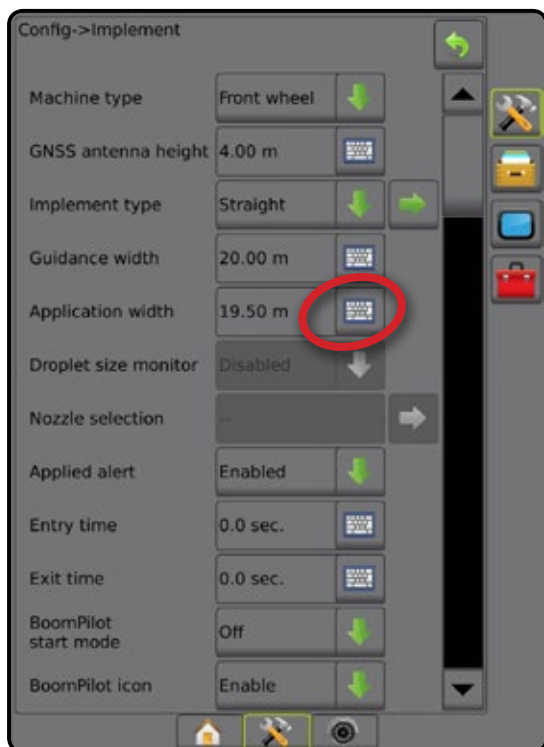 Config->Implement
Machine type Front wheel
GNSS antenna height 4.00 m
Implement type Straight
Guidance width 20.00 m
Application width 19.50 m
Droplet size monitor Disabled
Nozzle selection --
Applied alert Enabled
Entry time 0.0 sec.
Exit time 0.0 sec.
BoomPilot
start mode Off
BoomPilot icon Enable